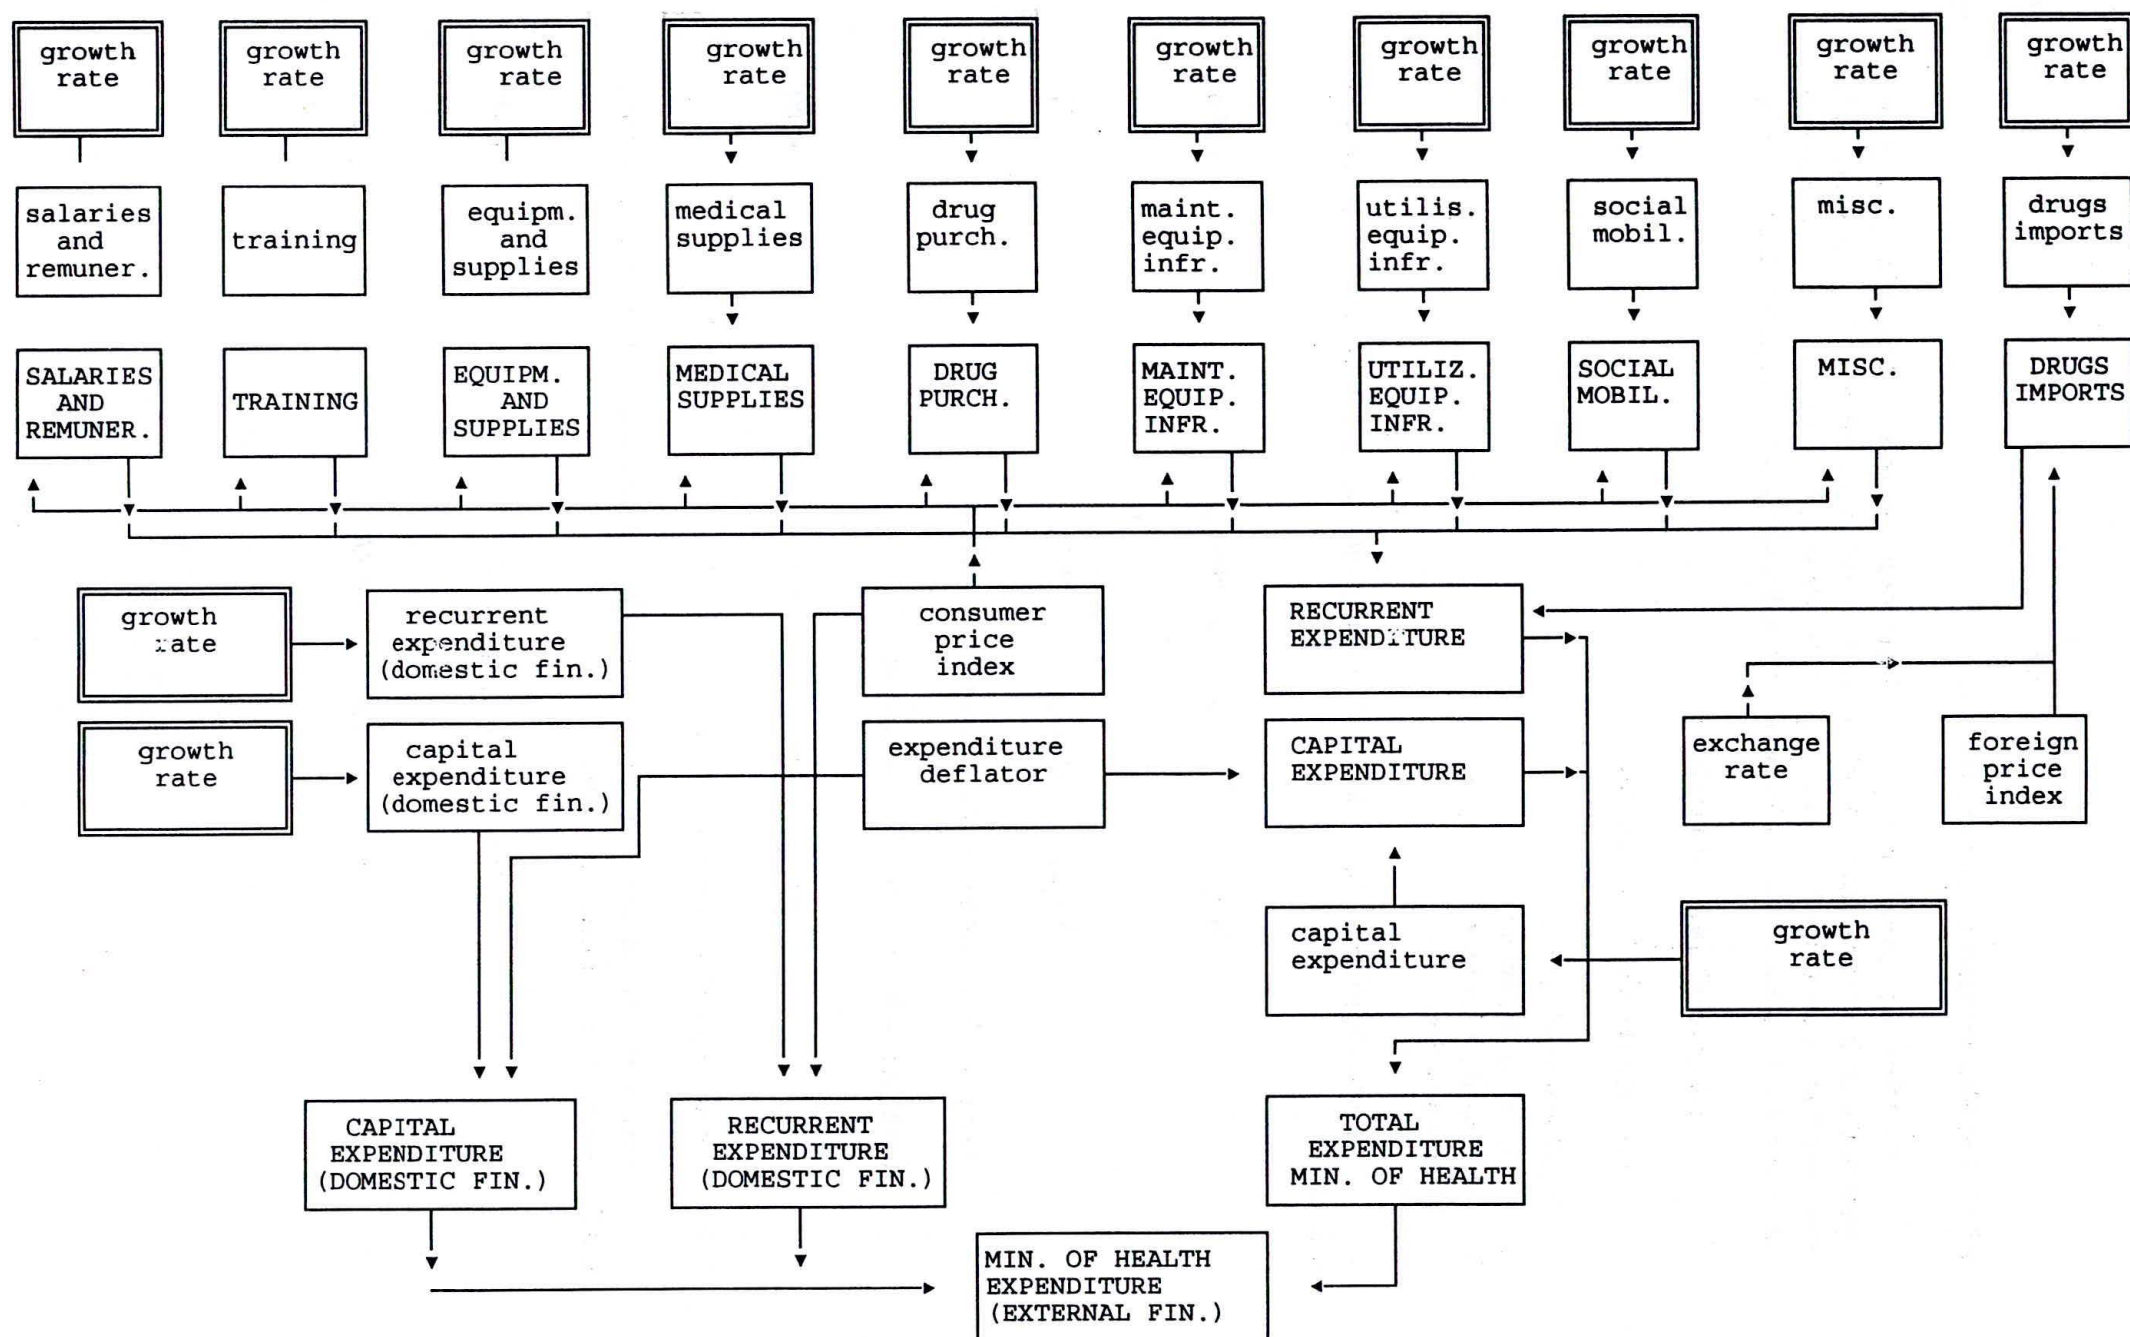 growth
rate
growth
rate
growth
rate
growth
rate
growth
rate
growth
rate
growth
rate
growth
rate
growth
rate
growth
rate
salaries
and
remuner.
training
equipm.
and
supplies
medical
supplies
drug
purch.
maint.
equip.
infr.
utilis.
equip.
infr.
social
mobil.
misc.
drugs
imports
SALARIES
AND
REMUNER.
TRAINING
EQUIPM.
AND
SUPPLIES
MEDICAL
SUPPLIES
DRUG
PURCH.
MAINT.
EQUIP.
INFR.
UTILIZ.
EQUIP.
INFR.
SOCIAL
MOBIL.
MISC.
DRUGS
IMPORTS
growth
rate
recurrent
expenditure
(domestic fin.)
consumer
price
index
RECURRENT
EXPENDITURE
growth
rate
capital
expenditure
(domestic fin.)
expenditure
deflator
CAPITAL
EXPENDITURE
exchange
rate
foreign
price
index
capital
expenditure
growth
rate
CAPITAL
EXPENDITURE
(DOMESTIC FIN.)
RECURRENT
EXPENDITURE
(DOMESTIC FIN.)
TOTAL
EXPENDITURE
MIN. OF HEALTH
MIN. OF HEALTH
EXPENDITURE
(EXTERNAL FIN.)